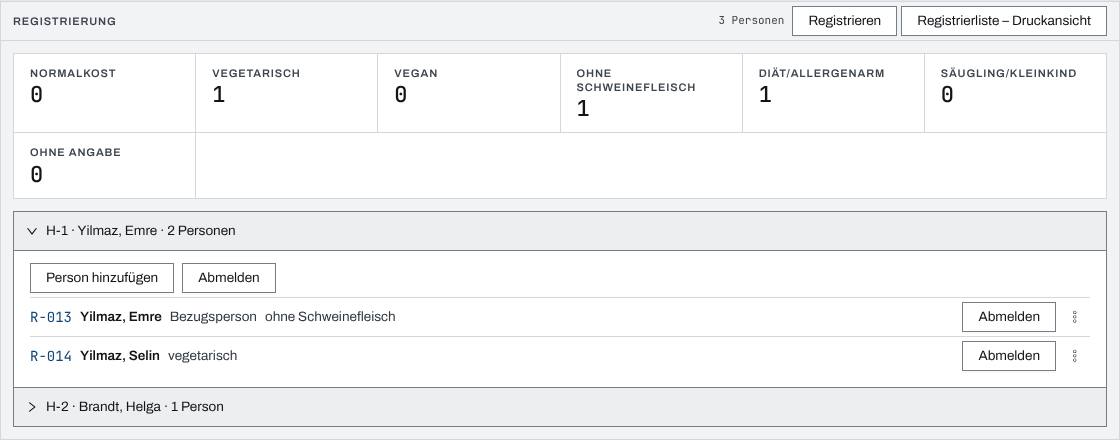 REGISTRIERUNG
3 Personen
Registrieren
Registrierliste – Druckansicht
NORMALKOST
0
VEGETARISCH
1
VEGAN
0
OHNE
SCHWEINEFLEISCH
1
DIÄT/ALLERGENARM
1
SÄUGLING/KLEINKIND
0
OHNE ANGABE
0
H-1 · Yilmaz, Emre · 2 Personen
Person hinzufügen
Abmelden
R-013 Yilmaz, Emre Bezugsperson ohne Schweinefleisch
Abmelden
R-014 Yilmaz, Selin vegetarisch
Abmelden
H-2 · Brandt, Helga · 1 Person